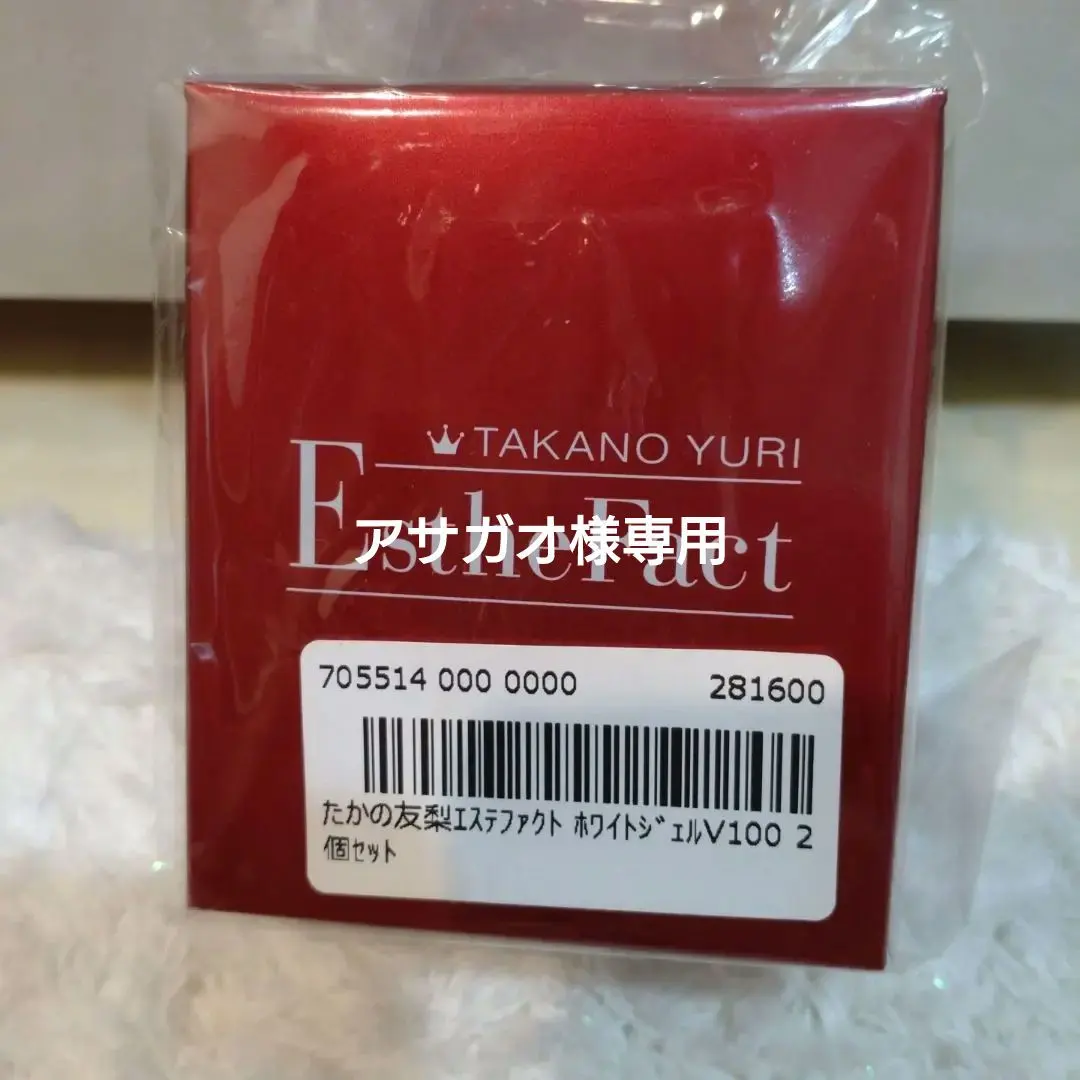 TAKANO YURI
EstheFact
アサガオ様専用
705514 000 0000 281600
たかの友梨ｴｽﾃﾌｧｸﾄ ﾎﾜｲﾄｼﾞｪﾙV100 2
個ｾｯﾄ